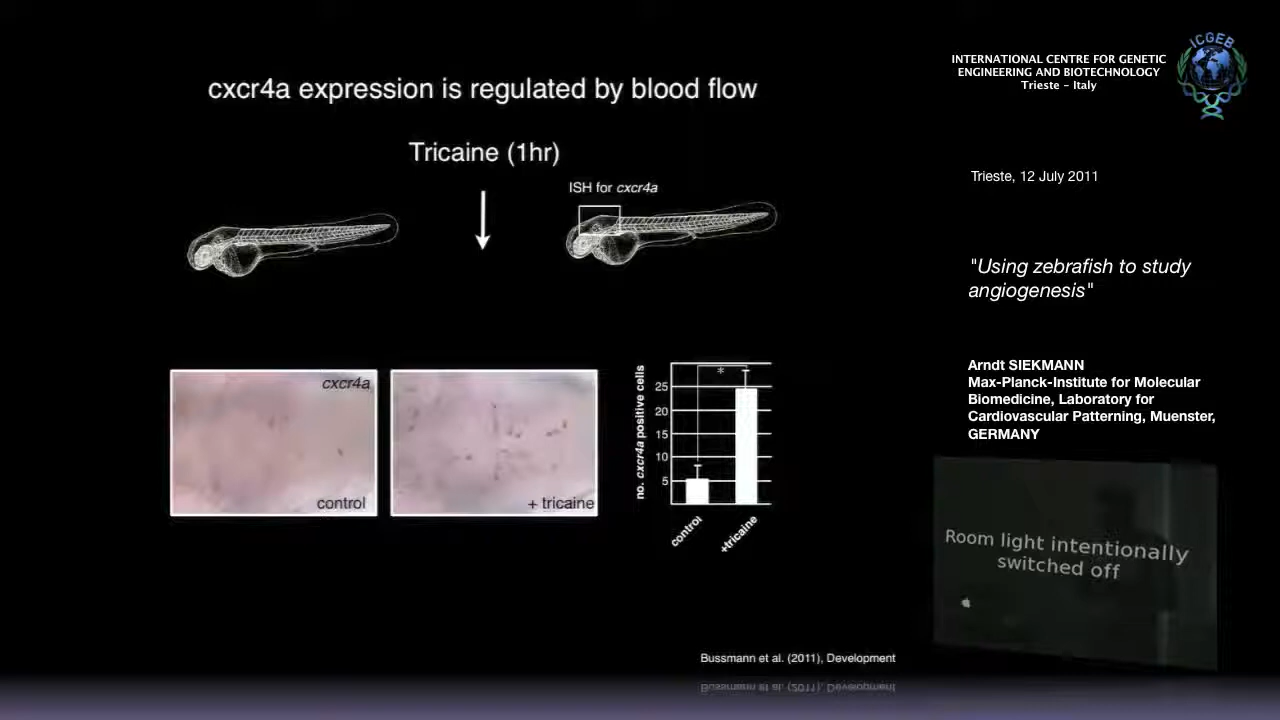 cxcr4a expression is regulated by blood flow
Tricaine (1hr)
ISH for cxcr4a
cxcr4a
control
+ tricaine
no. cxcr4a positive cells
25
20
15
10
5
*
control
+tricaine
Bussmann et al. (2011), Development
INTERNATIONAL CENTRE FOR GENETIC
ENGINEERING AND BIOTECHNOLOGY
Trieste - Italy
ICGEB
Trieste, 12 July 2011
"Using zebrafish to study
angiogenesis"
Arndt SIEKMANN
Max-Planck-Institute for Molecular
Biomedicine, Laboratory for
Cardiovascular Patterning, Muenster,
GERMANY
Room light intentionally
switched off